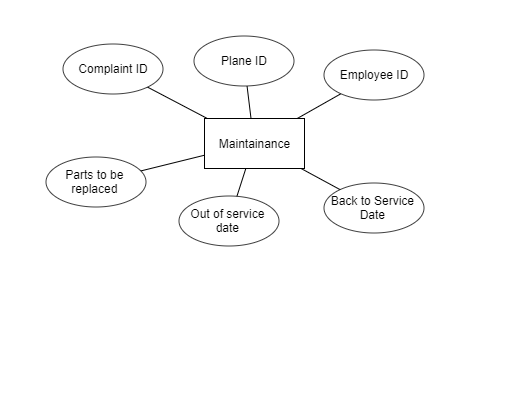 Plane ID
Complaint ID
Employee ID
Maintainance
Parts to be
replaced
Out of service
date
Back to Service
Date